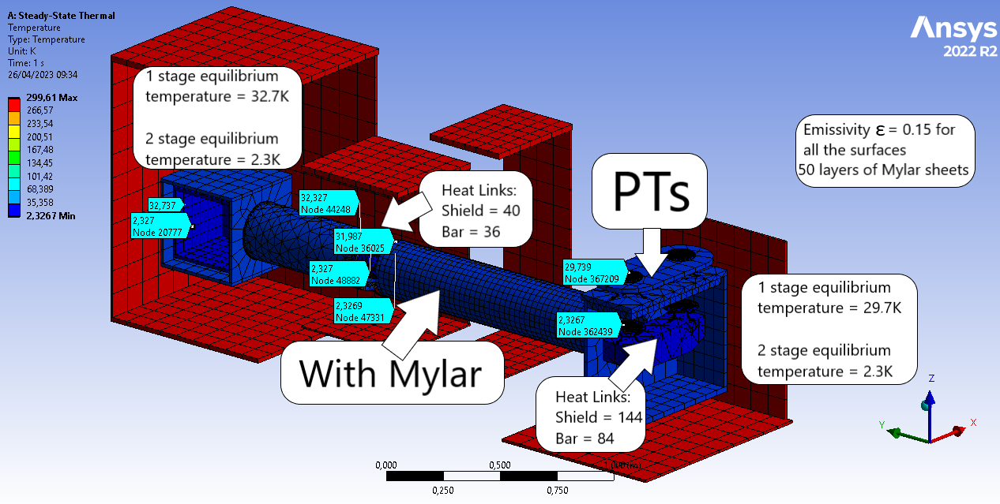 A: Steady-State Thermal
Temperature
Type: Temperature
Unit: K
Time: 1 s
26/04/2023 09:34
299,61 Max
266,57
233,54
200,51
167,48
134,45
101,42
68,389
35,358
2,3267 Min
Ansys
2022 R2
1 stage equilibrium
temperature = 32.7K
2 stage equilibrium
temperature = 2.3K
Emissivity ε = 0.15 for
all the surfaces
50 layers of Mylar sheets
PTs
Heat Links:
Shield = 40
Bar = 36
32,737
2,327
Node 20777
32,327
Node 44248
31,987
Node 36025
2,327
Node 48882
2,3269
Node 47331
29,739
Node 367209
2,3267
Node 362439
1 stage equilibrium
temperature = 29.7K
2 stage equilibrium
temperature = 2.3K
With Mylar
Heat Links:
Shield = 144
Bar = 84
Z
Y
X
0,000
0,500
(m)
0,250
0,750